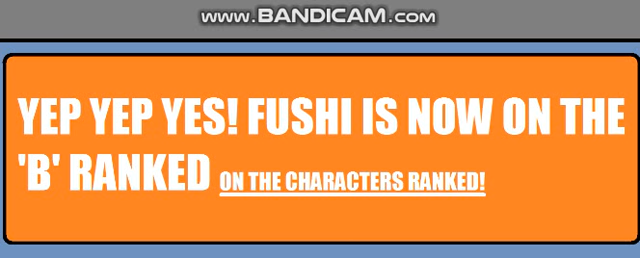 www.BANDICAM.com
YEP YEP YES! FUSHI IS NOW ON THE
'B' RANKED ON THE CHARACTERS RANKED!